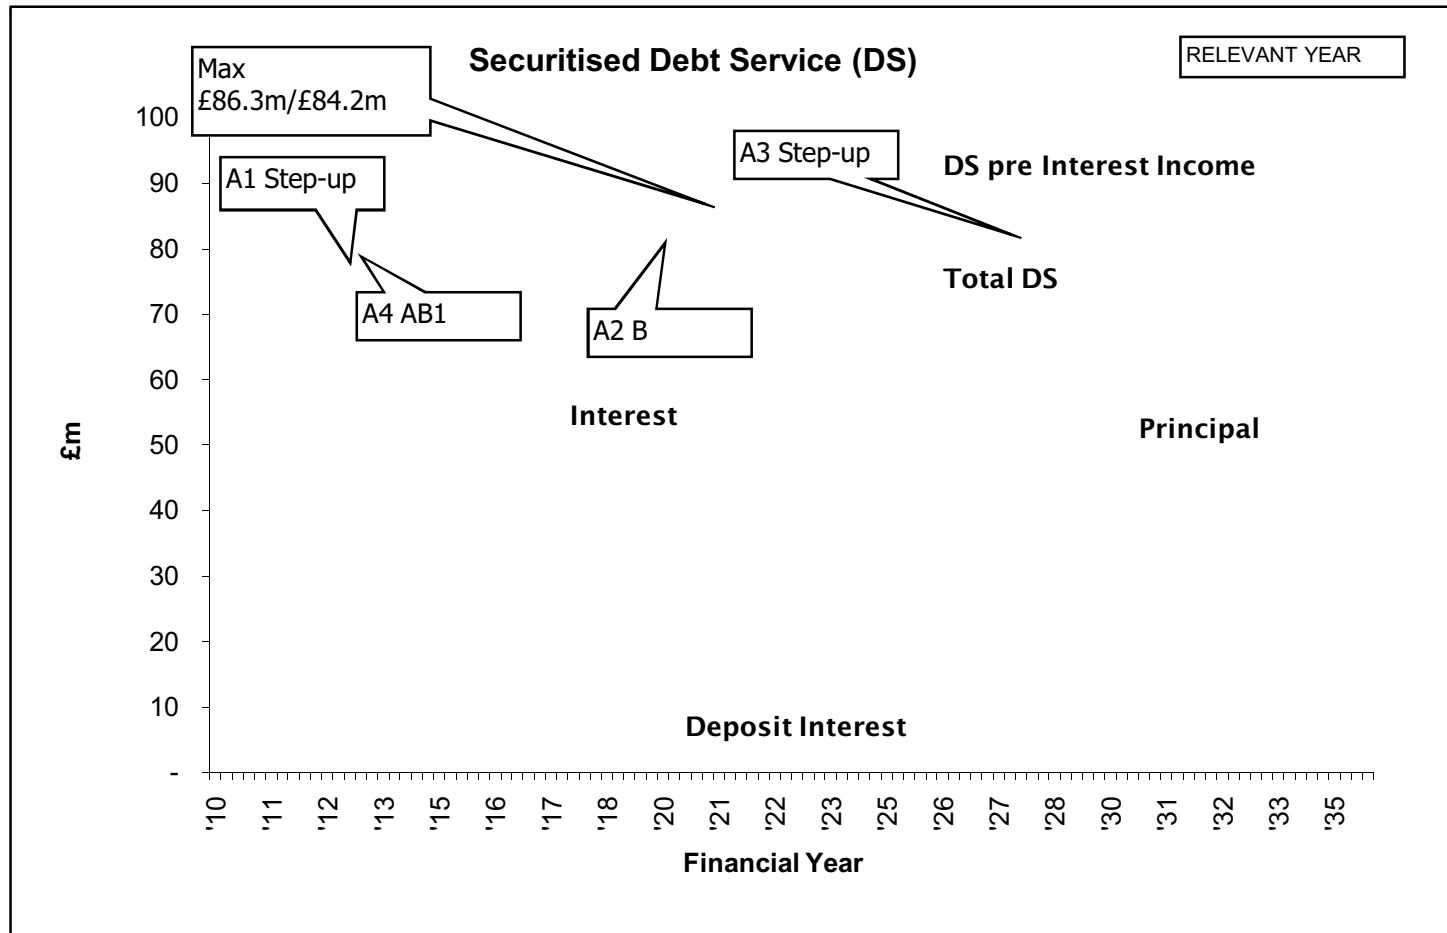 Securitised Debt Service (DS)
RELEVANT YEAR
Max
£86.3m/£84.2m
A1 Step-up
A4 AB1
A2 B
A3 Step-up
DS pre Interest Income
Total DS
Interest
Principal
Deposit Interest
£m
100
90
80
70
60
50
40
30
20
10
-
'10
'11
'12
'13
'15
'16
'17
'18
'20
'21
'22
'23
'25
'26
'27
'28
'30
'31
'32
'33
'35
Financial Year